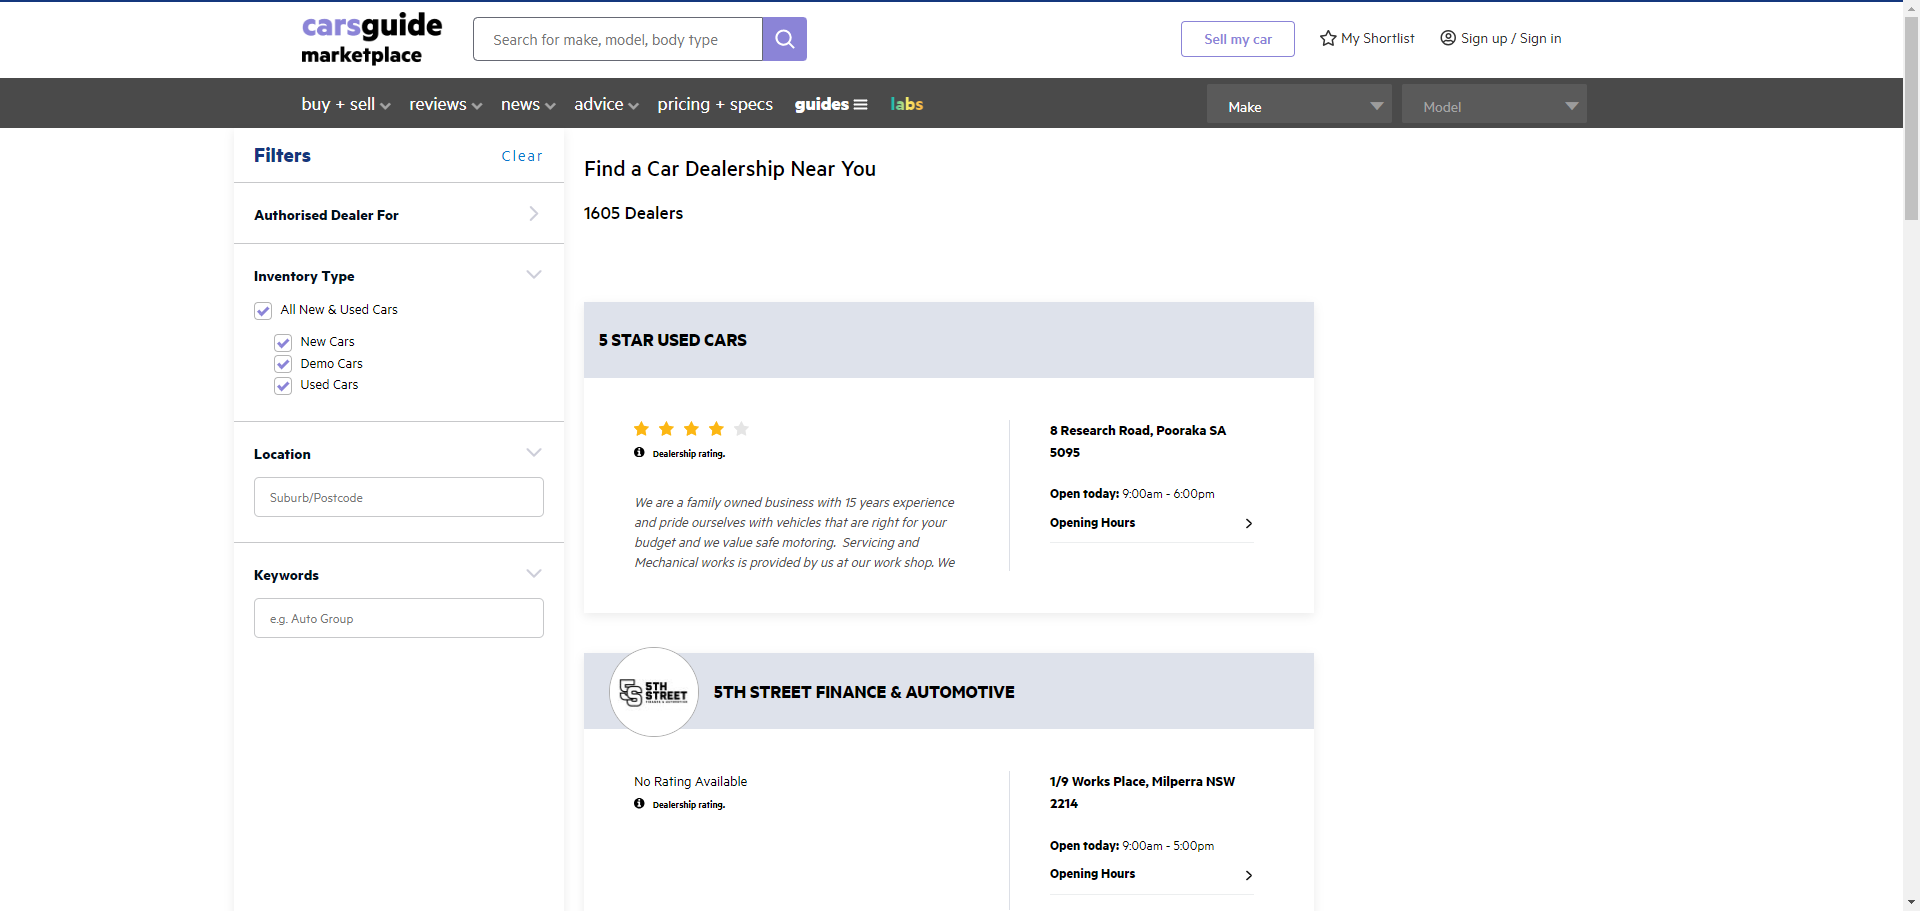 carsguide
marketplace
Search for make, model, body type
Sell my car
My Shortlist
Sign up / Sign in
buy + sell
reviews
news
advice
pricing + specs
guides
labs
Make
Model
Filters
Clear
Authorised Dealer For
Inventory Type
All New & Used Cars
New Cars
Demo Cars
Used Cars
Location
Suburb/Postcode
Keywords
e.g. Auto Group
Find a Car Dealership Near You
1605 Dealers
5 STAR USED CARS
Dealership rating.
We are a family owned business with 15 years experience
and pride ourselves with vehicles that are right for your
budget and we value safe motoring.  Servicing and
Mechanical works is provided by us at our work shop. We
8 Research Road, Pooraka SA
5095
Open today: 9:00am - 6:00pm
Opening Hours
5S 5TH
STREET
FINANCE & AUTOMOTIVE
5TH STREET FINANCE & AUTOMOTIVE
No Rating Available
Dealership rating.
1/9 Works Place, Milperra NSW
2214
Open today: 9:00am - 5:00pm
Opening Hours